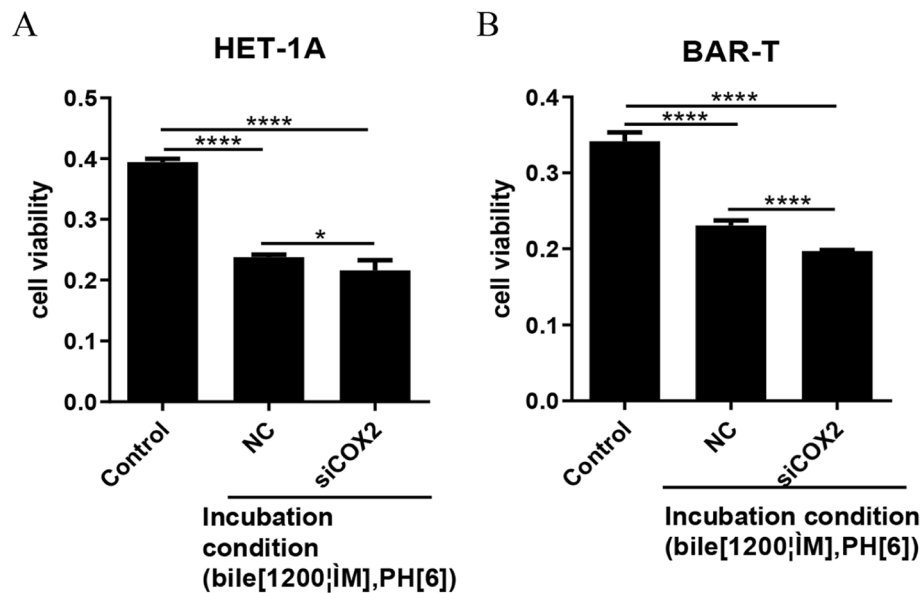 A
HET-1A
cell viability
0.5
0.4
0.3
0.2
0.1
0.0
****
****
*
Control
NC
siCOX2
Incubation
condition
(bile[1200¦ÌM],PH[6])
B
BAR-T
cell viability
0.4
0.3
0.2
0.1
0.0
****
****
****
Control
NC
siCOX2
Incubation condition
(bile[1200¦ÌM],PH[6])